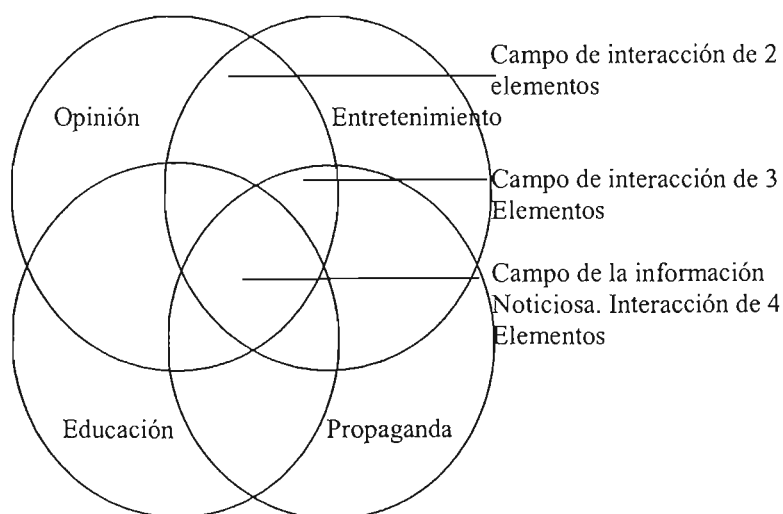 Campo de interacción de 2
elementos
Opinión
Entretenimiento
Campo de interacción de 3
Elementos
Campo de la información
Noticiosa. Interacción de 4
Elementos
Educación
Propaganda